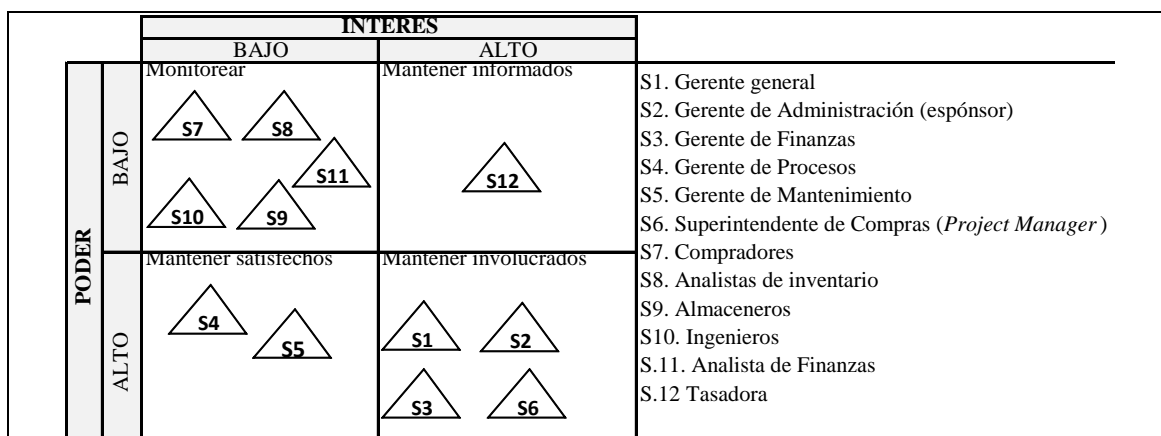 INTERES
BAJO ALTO
Monitorear Mantener informados
S7 S8
S11 S12
S10 S9
BAJO
PODER
Mantener satisfechos Mantener involucrados
S4 S5
S1 S2
S3 S6
ALTO
S1. Gerente general
S2. Gerente de Administración (espónsor)
S3. Gerente de Finanzas
S4. Gerente de Procesos
S5. Gerente de Mantenimiento
S6. Superintendente de Compras (Project Manager)
S7. Compradores
S8. Analistas de inventario
S9. Almaceneros
S10. Ingenieros
S.11. Analista de Finanzas
S.12 Tasadora